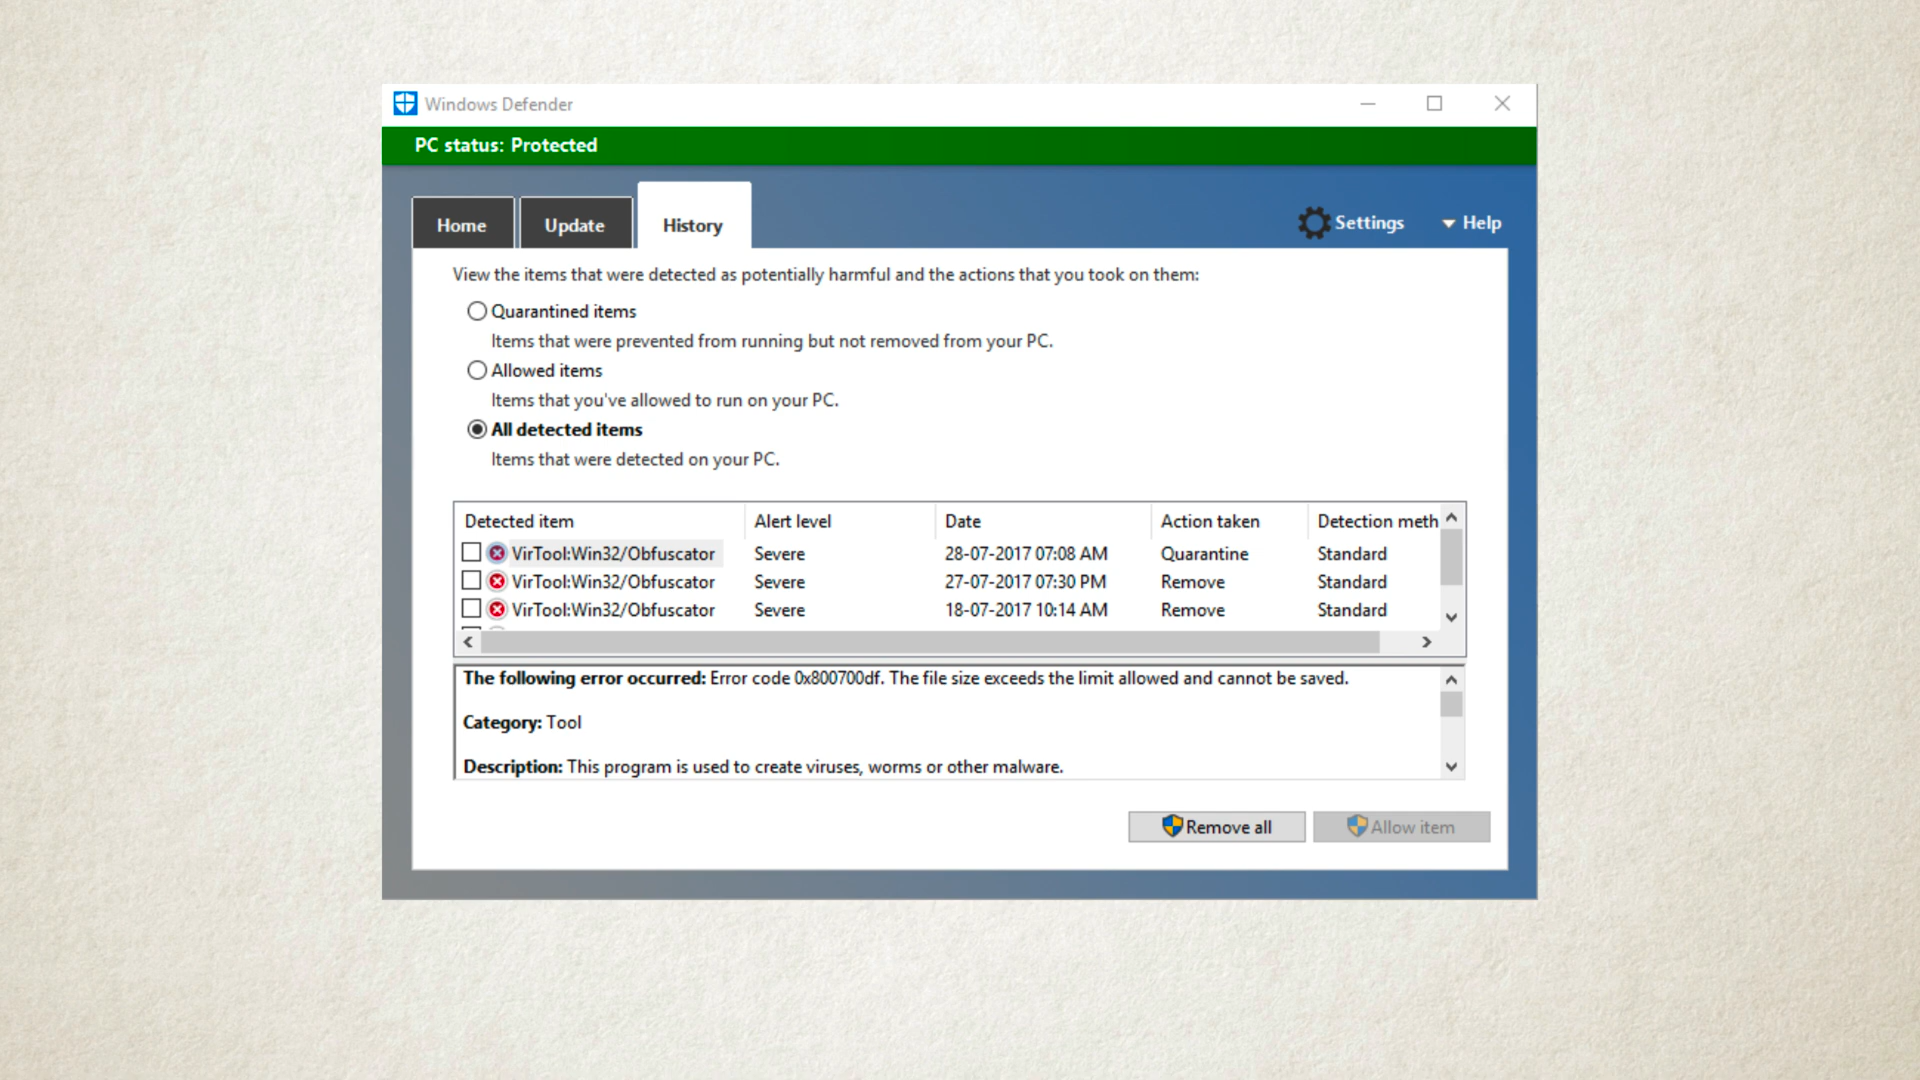 Windows Defender
PC status: Protected
Home Update History Settings Help
View the items that were detected as potentially harmful and the actions that you took on them:
Quarantined items
Items that were prevented from running but not removed from your PC.
Allowed items
Items that you've allowed to run on your PC.
All detected items
Items that were detected on your PC.
Detected item Alert level Date Action taken Detection meth
VirTool:Win32/Obfuscator Severe 28-07-2017 07:08 AM Quarantine Standard
VirTool:Win32/Obfuscator Severe 27-07-2017 07:30 PM Remove Standard
VirTool:Win32/Obfuscator Severe 18-07-2017 10:14 AM Remove Standard
The following error occurred: Error code 0x800700df. The file size exceeds the limit allowed and cannot be saved.
Category: Tool
Description: This program is used to create viruses, worms or other malware.
Remove all Allow item